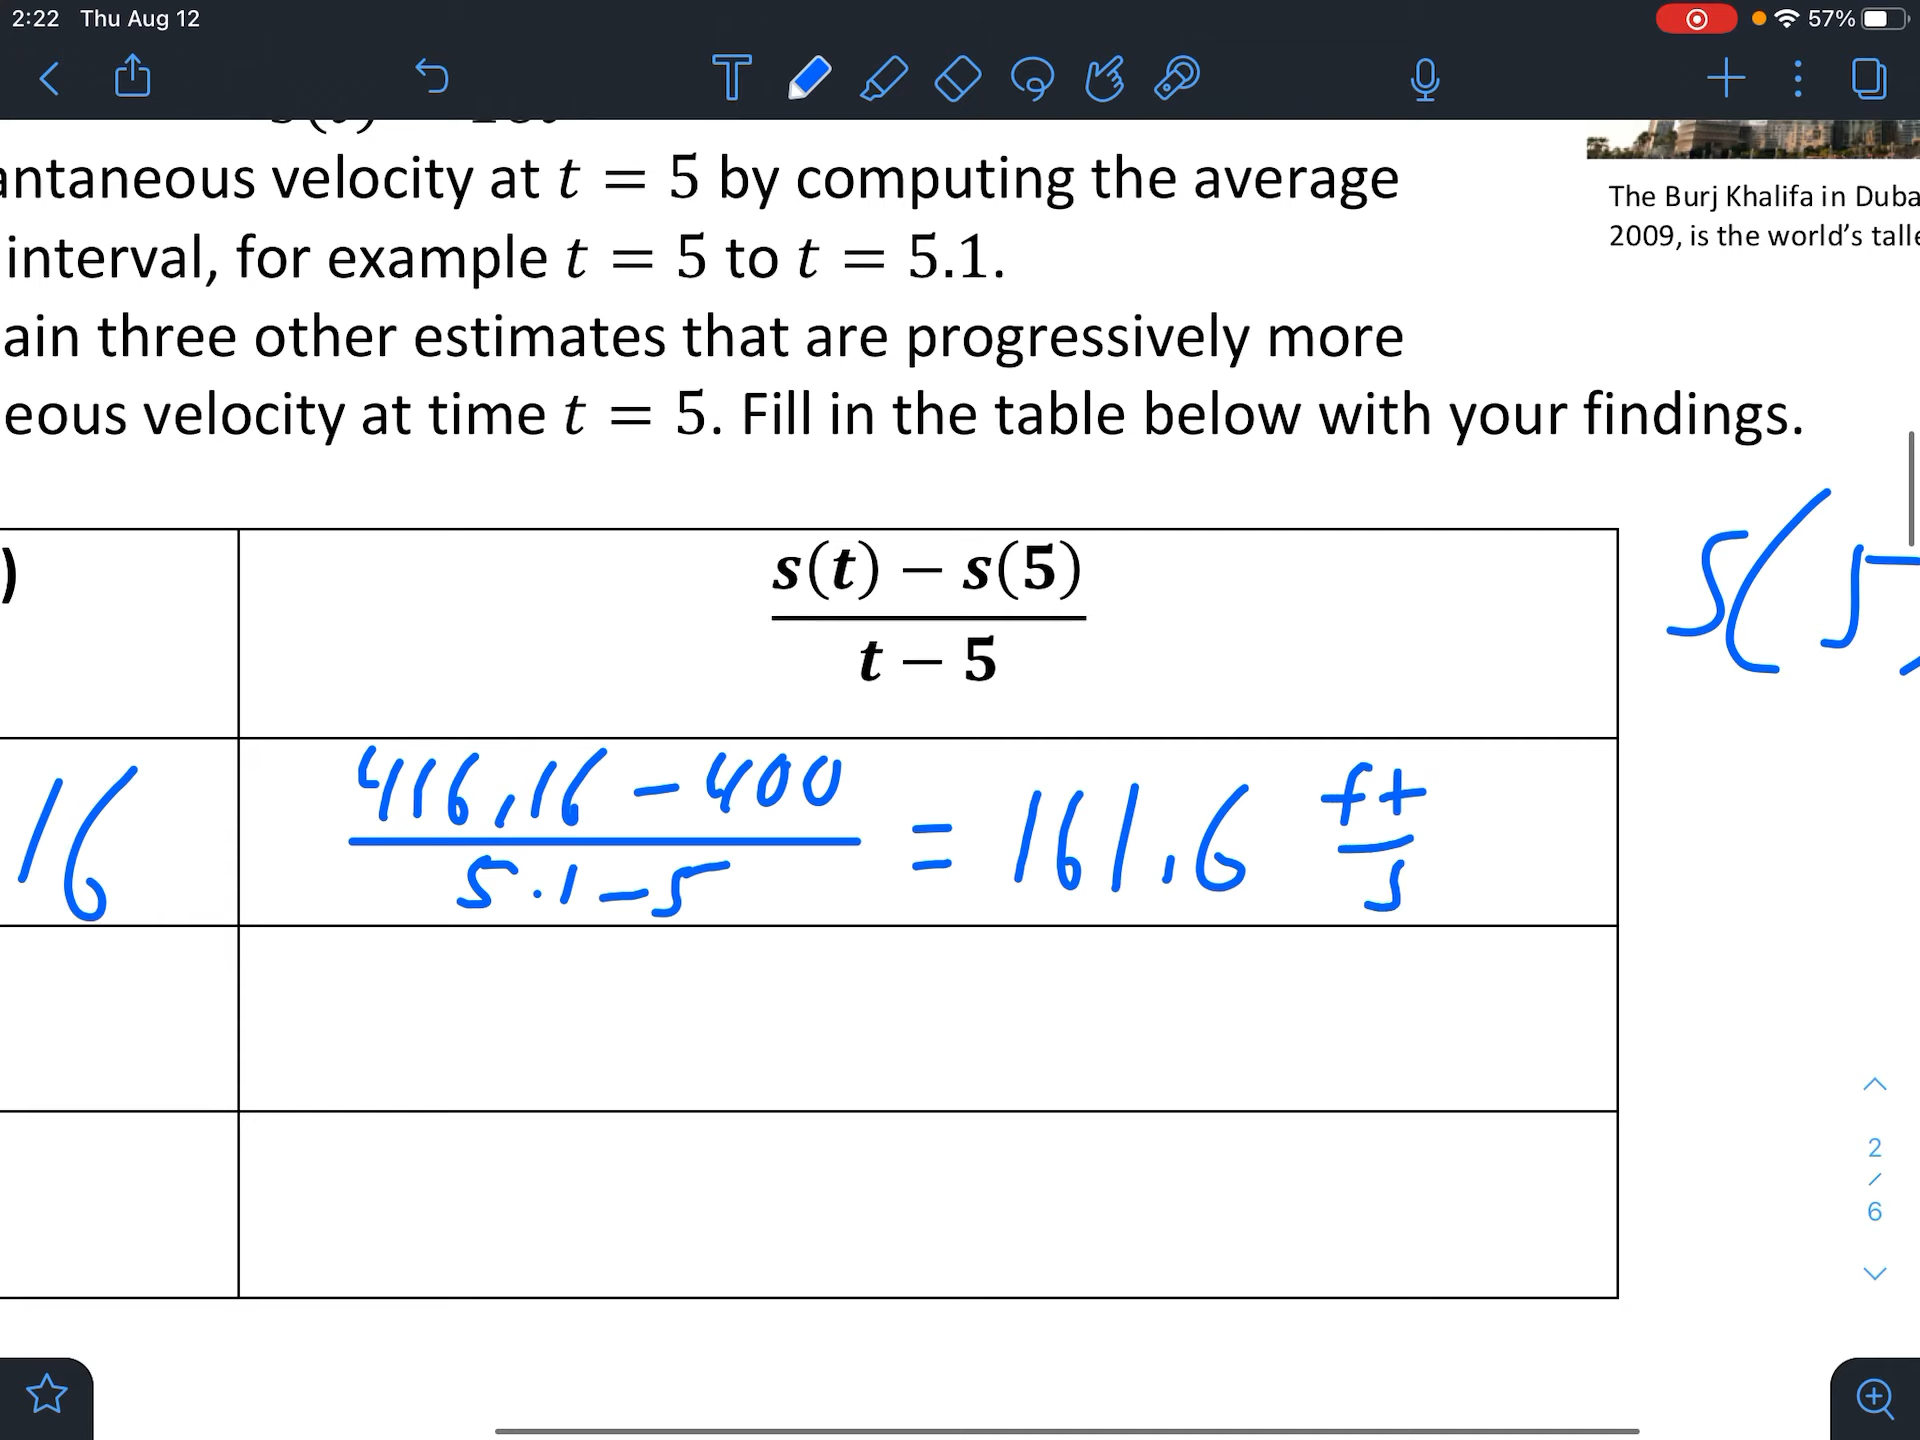 2:22 Thu Aug 12
57%
antaneous velocity at t = 5 by computing the average
interval, for example t = 5 to t = 5.1.
ain three other estimates that are progressively more
eous velocity at time t = 5. Fill in the table below with your findings.
The Burj Khalifa in Duba
2009, is the world's talle
)
s(t) − s(5)
t − 5
s(5)
16
416.16 − 400
5.1 − 5
= 161.6 ft
s
2
/
6